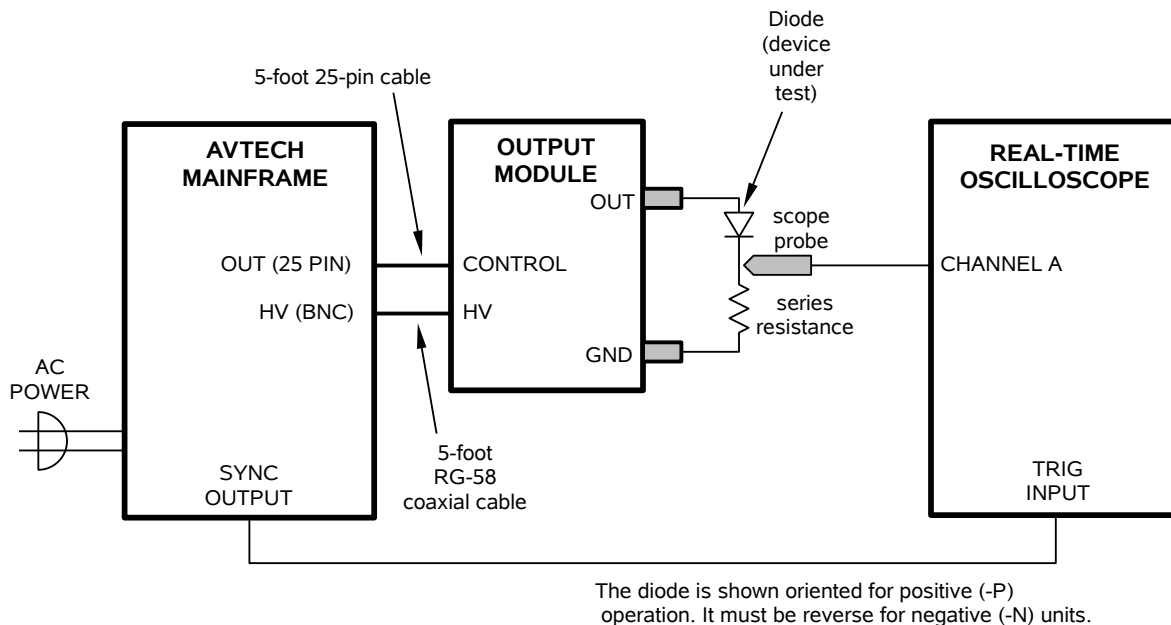 Diode
(device
under
test)
5-foot 25-pin cable
AVTECH
MAINFRAME
OUTPUT
MODULE
REAL-TIME
OSCILLOSCOPE
OUT
scope
probe
OUT (25 PIN)
CONTROL
CHANNEL A
HV (BNC)
HV
series
resistance
GND
AC
POWER
5-foot
RG-58
coaxial cable
SYNC
OUTPUT
TRIG
INPUT
The diode is shown oriented for positive (-P)
operation. It must be reverse for negative (-N) units.